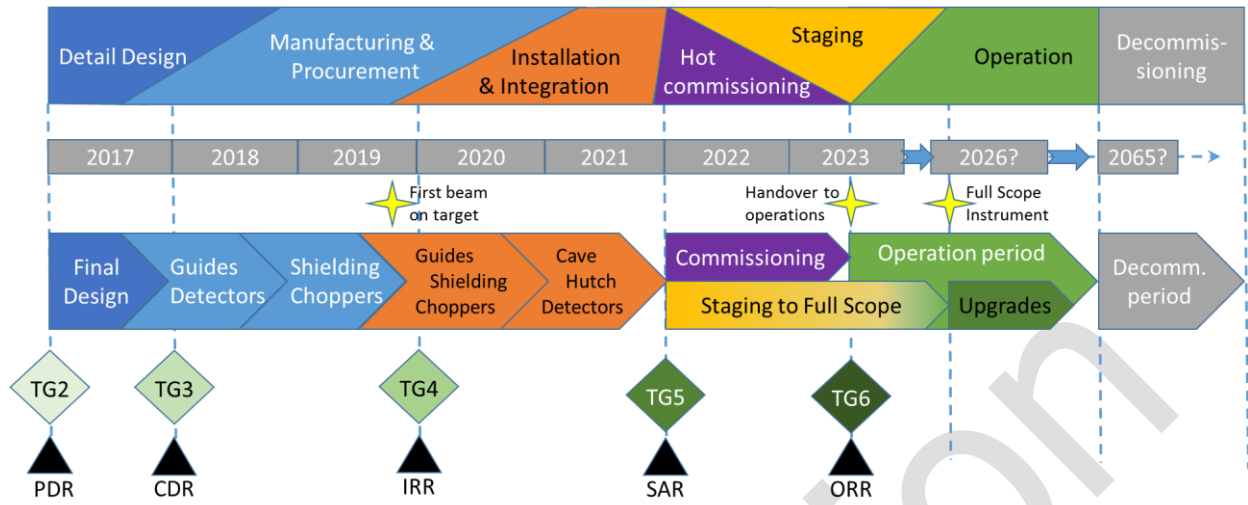 Detail Design
Manufacturing &
Procurement
Installation
& Integration
Hot
commissioning
Staging
Operation
Decommis-
sioning
2017
2018
2019
2020
2021
2022
2023
2026?
2065?
First beam
on target
Handover to
operations
Full Scope
Instrument
Final
Design
Guides
Detectors
Shielding
Choppers
Guides
Shielding
Choppers
Cave
Hutch
Detectors
Commissioning
Operation period
Staging to Full Scope
Upgrades
Decomm.
period
TG2
TG3
TG4
TG5
TG6
PDR
CDR
IRR
SAR
ORR